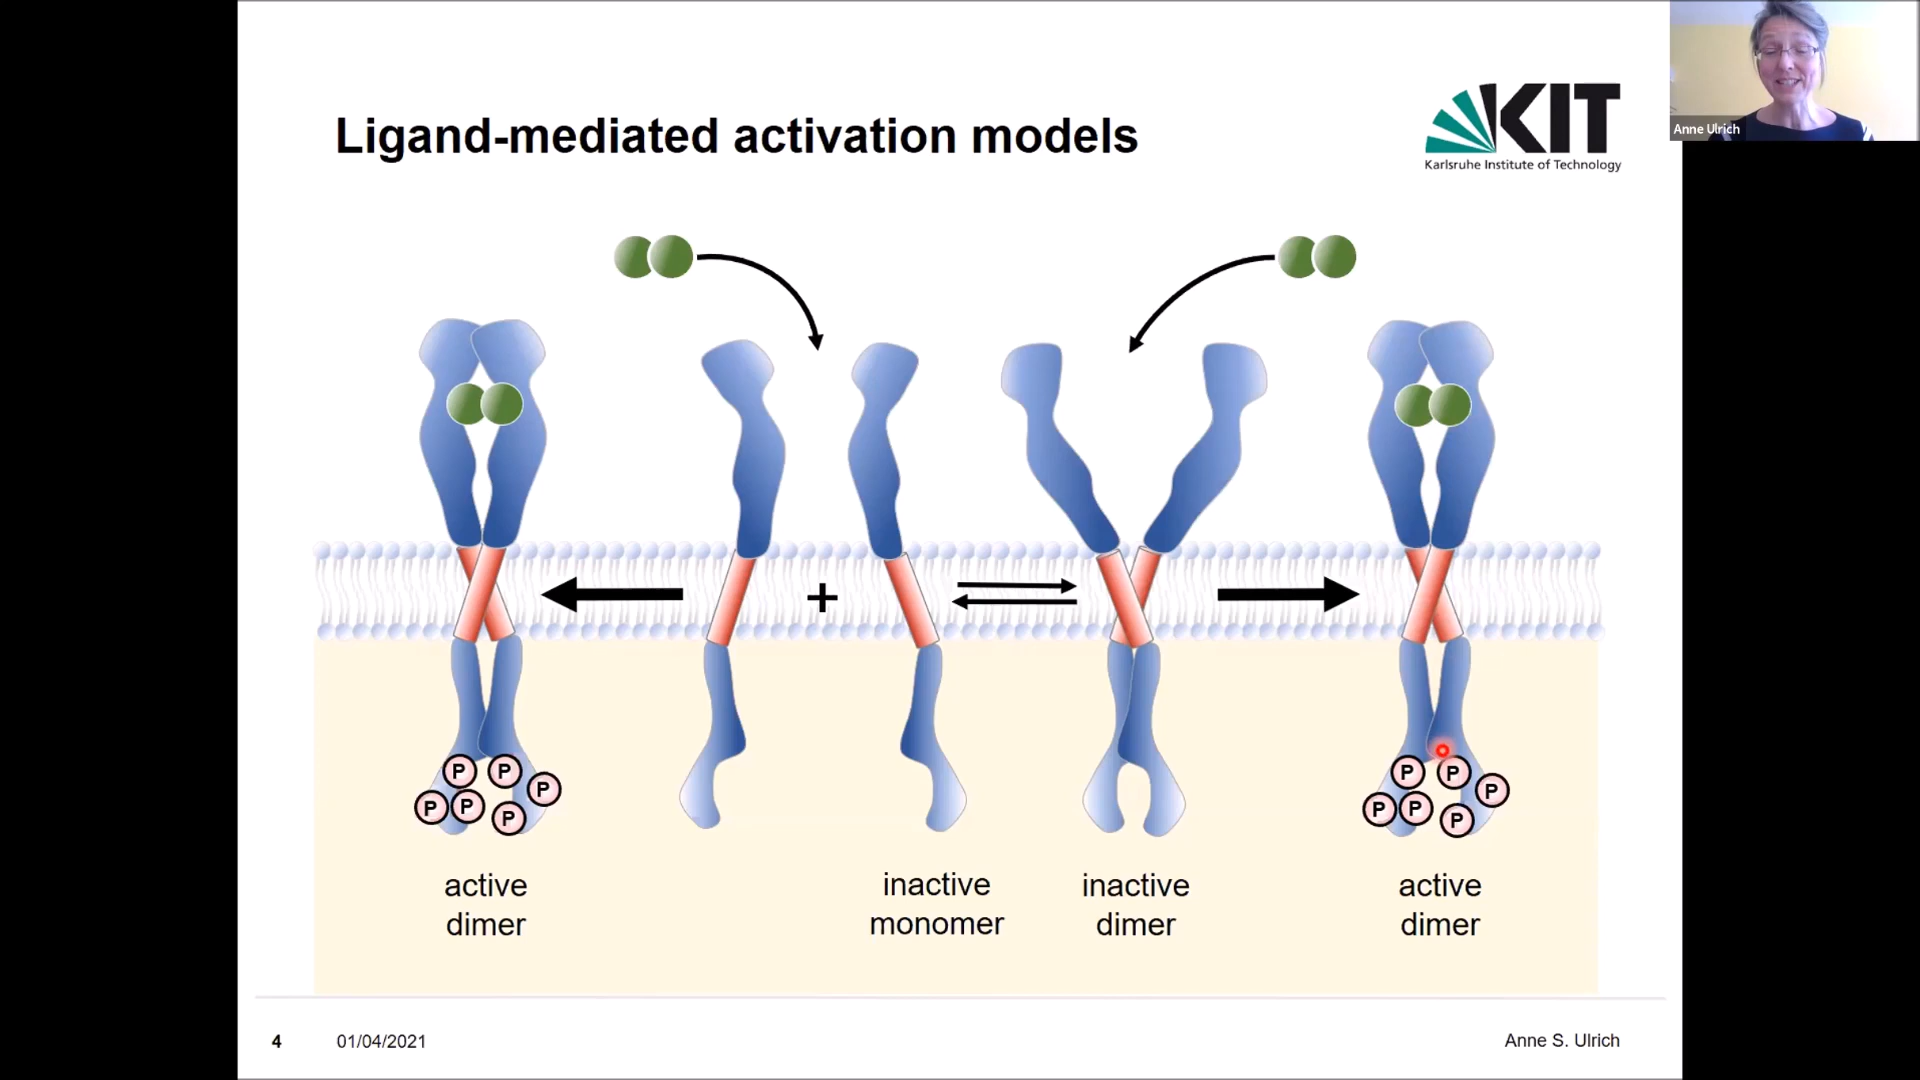 Ligand-mediated activation models
KIT
Karlsruhe Institute of Technology
Anne Ulrich
+
P
P
P
P
P
P
P
P
P
P
P
P
active
dimer
inactive
monomer
inactive
dimer
active
dimer
4
01/04/2021
Anne S. Ulrich